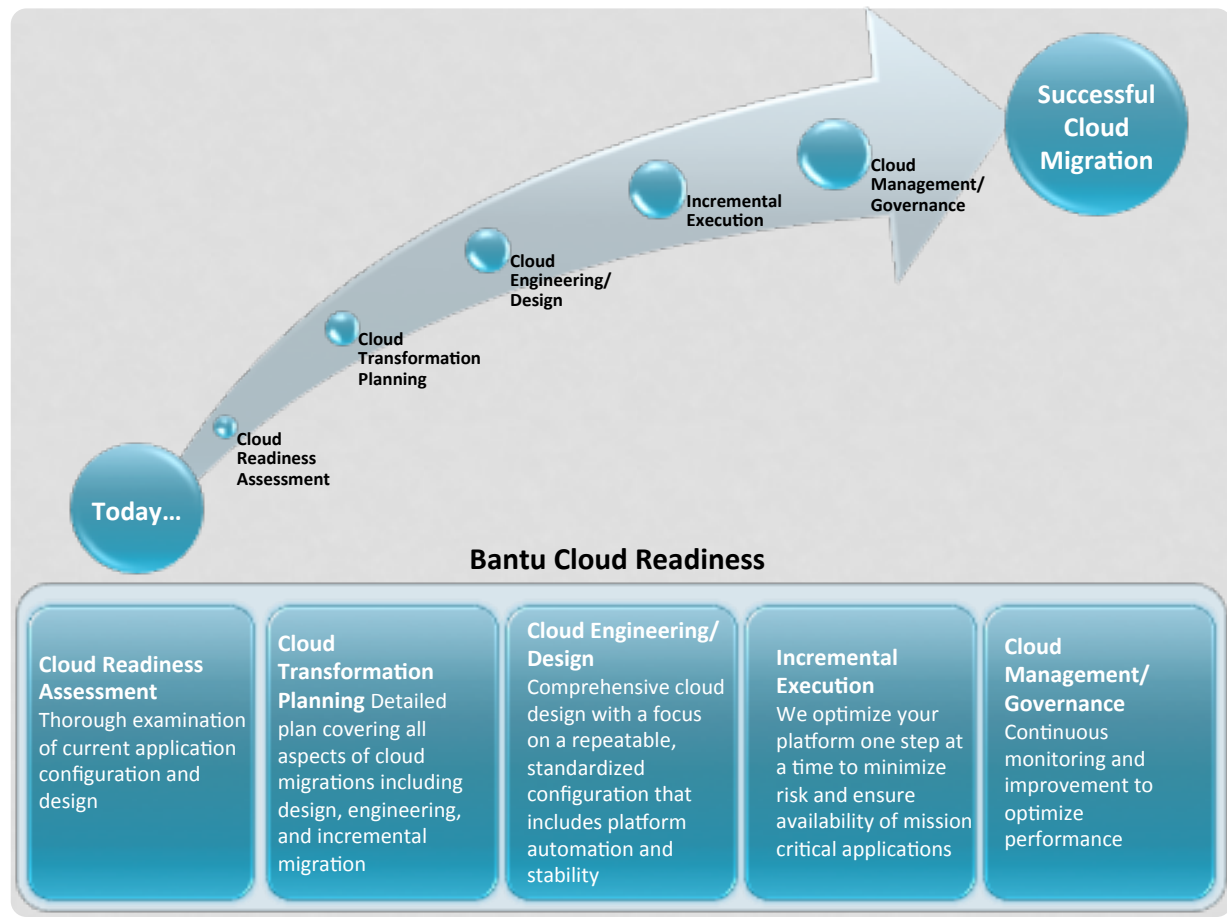 Successful
Cloud
Migration
Cloud
Management/
Governance
Incremental
Execution
Cloud
Engineering/
Design
Cloud
Transformation
Planning
Cloud
Readiness
Assessment
Today...
Bantu Cloud Readiness
Cloud Readiness
Assessment
Thorough examination
of current application
configuration and
design
Cloud
Transformation
Planning Detailed
plan covering all
aspects of cloud
migrations including
design, engineering,
and incremental
migration
Cloud Engineering/
Design
Comprehensive cloud
design with a focus
on a repeatable,
standardized
configuration that
includes platform
automation and
stability
Incremental
Execution
We optimize your
platform one step at
a time to minimize
risk and ensure
availability of mission
critical applications
Cloud
Management/
Governance
Continuous
monitoring and
improvement to
optimize
performance